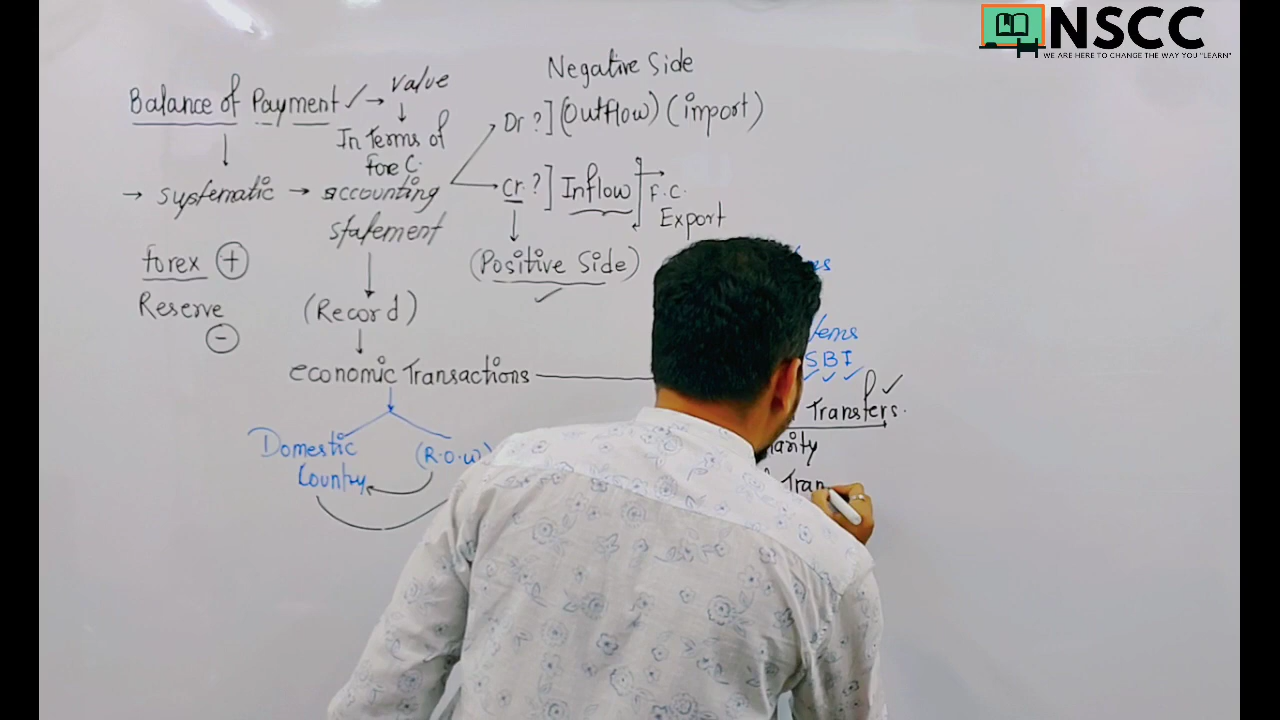 NSCC
WE ARE HERE TO CHANGE THE WAY YOU "LEARN"
Negative Side
Balance of Payment ✓ → Value
Dr ? ] (Outflow) (import)
In Terms of
Fore C.
→ systematic → accounting
statement
Cr. ? ] Inflow F.C.
Export
(Positive Side)
forex +
Reserve
−
(Record)
economic Transactions
SBI
Transfers.
Domestic
Country
(R.O.W)
Tran